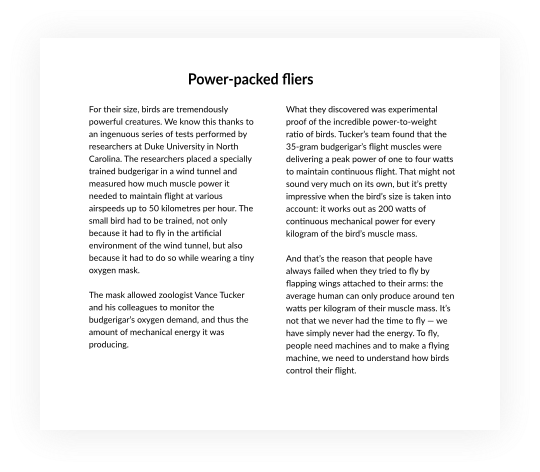 Power-packed fliers
For their size, birds are tremendously
powerful creatures. We know this thanks to
an ingenuous series of tests performed by
researchers at Duke University in North
Carolina. The researchers placed a specially
trained budgerigar in a wind tunnel and
measured how much muscle power it
needed to maintain flight at various
airspeeds up to 50 kilometres per hour. The
small bird had to be trained, not only
because it had to fly in the artificial
environment of the wind tunnel, but also
because it had to do so while wearing a tiny
oxygen mask.
The mask allowed zoologist Vance Tucker
and his colleagues to monitor the
budgerigar's oxygen demand, and thus the
amount of mechanical energy it was
producing.
What they discovered was experimental
proof of the incredible power-to-weight
ratio of birds. Tucker's team found that the
35-gram budgerigar's flight muscles were
delivering a peak power of one to four watts
to maintain continuous flight. That might not
sound very much on its own, but it's pretty
impressive when the bird's size is taken into
account: it works out as 200 watts of
continuous mechanical power for every
kilogram of the bird's muscle mass.
And that's the reason that people have
always failed when they tried to fly by
flapping wings attached to their arms: the
average human can only produce around ten
watts per kilogram of their muscle mass. It's
not that we never had the time to fly — we
have simply never had the energy. To fly,
people need machines and to make a flying
machine, we need to understand how birds
control their flight.